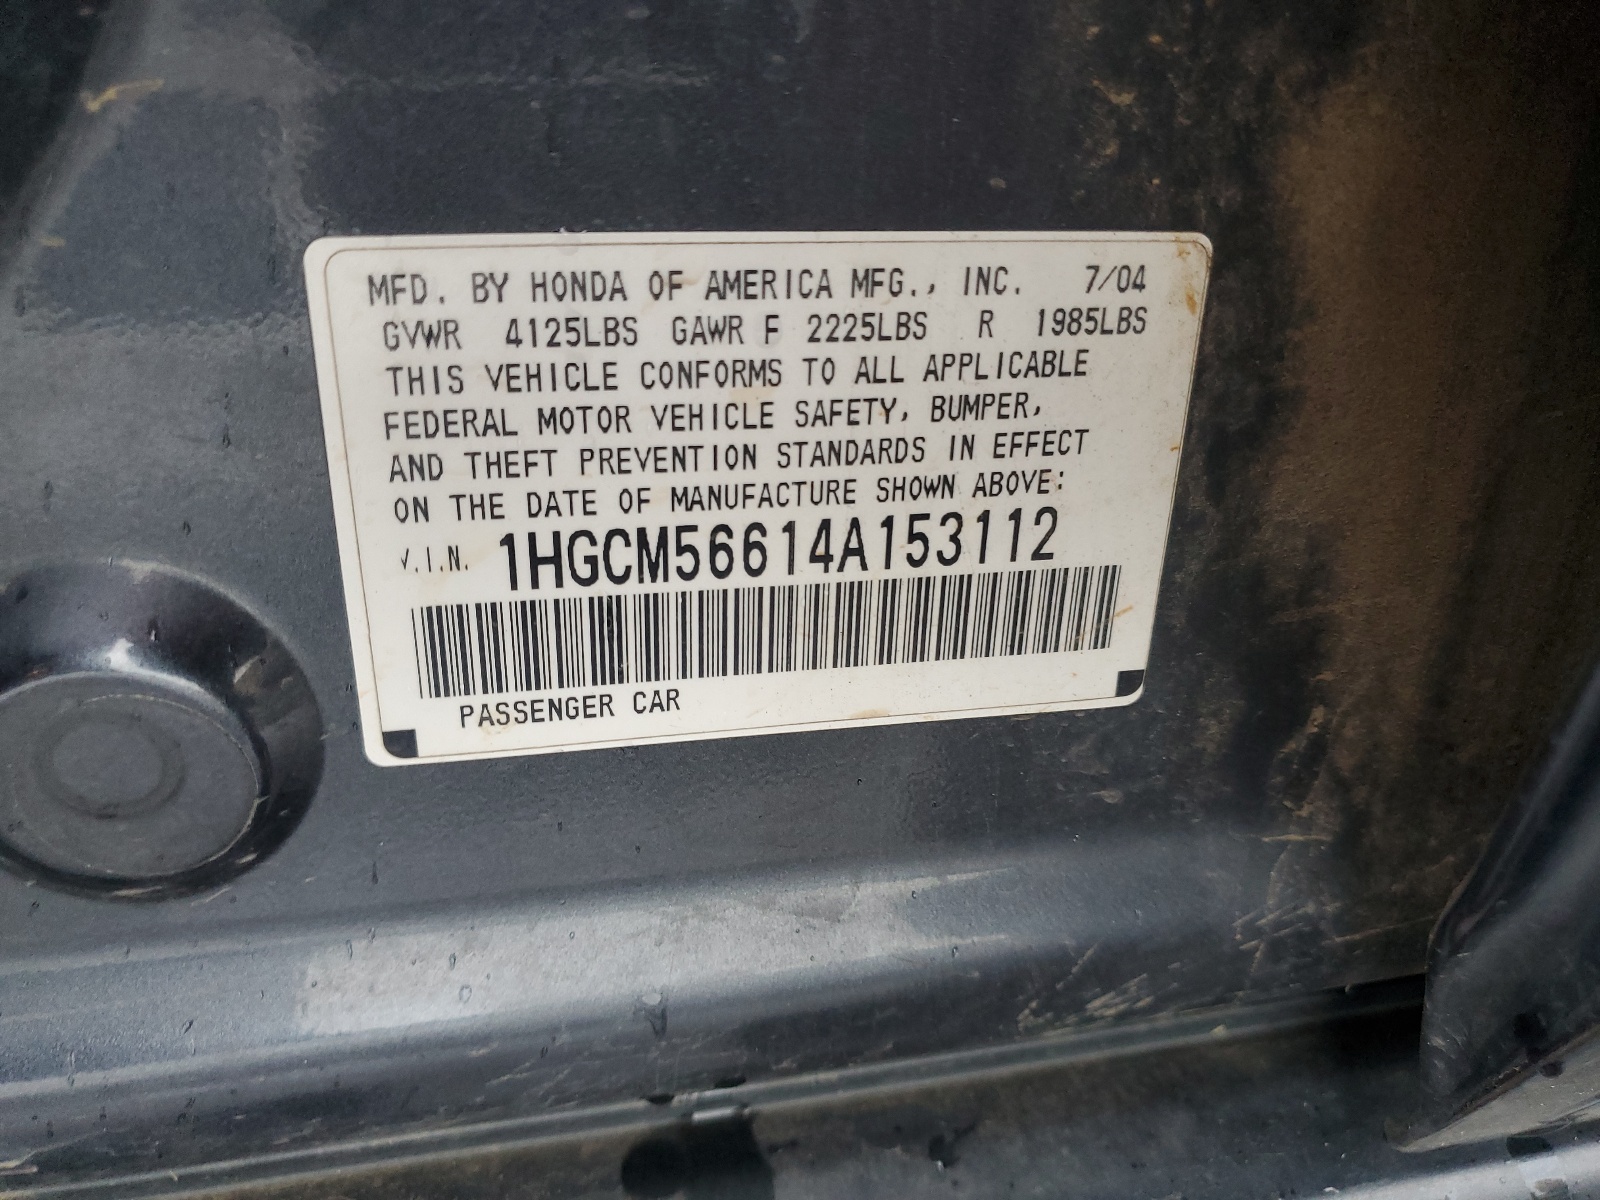 MFD. BY HONDA OF AMERICA MFG., INC. 7/04
GVWR 4125LBS GAWR F 2225LBS R 1985LBS
THIS VEHICLE CONFORMS TO ALL APPLICABLE
FEDERAL MOTOR VEHICLE SAFETY, BUMPER,
AND THEFT PREVENTION STANDARDS IN EFFECT
ON THE DATE OF MANUFACTURE SHOWN ABOVE:
V.I.N. 1HGCM56614A153112
PASSENGER CAR